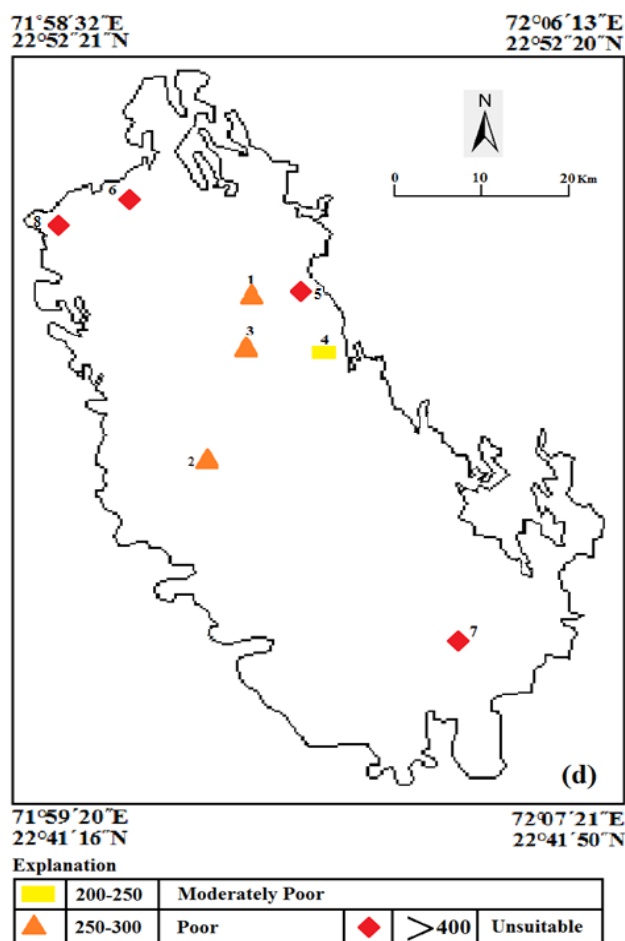 71°58´32˝E 72°06´13˝E
22°52˝21˝N 22°52˝20˝N
N
0 10 20 Km
6
8
1
5
3
4
2
7
(d)
71°59´20˝E 72°07´21˝E
22°41´16˝N 22°41´50˝N
Explanation
200-250 Moderately Poor
250-300 Poor >400 Unsuitable